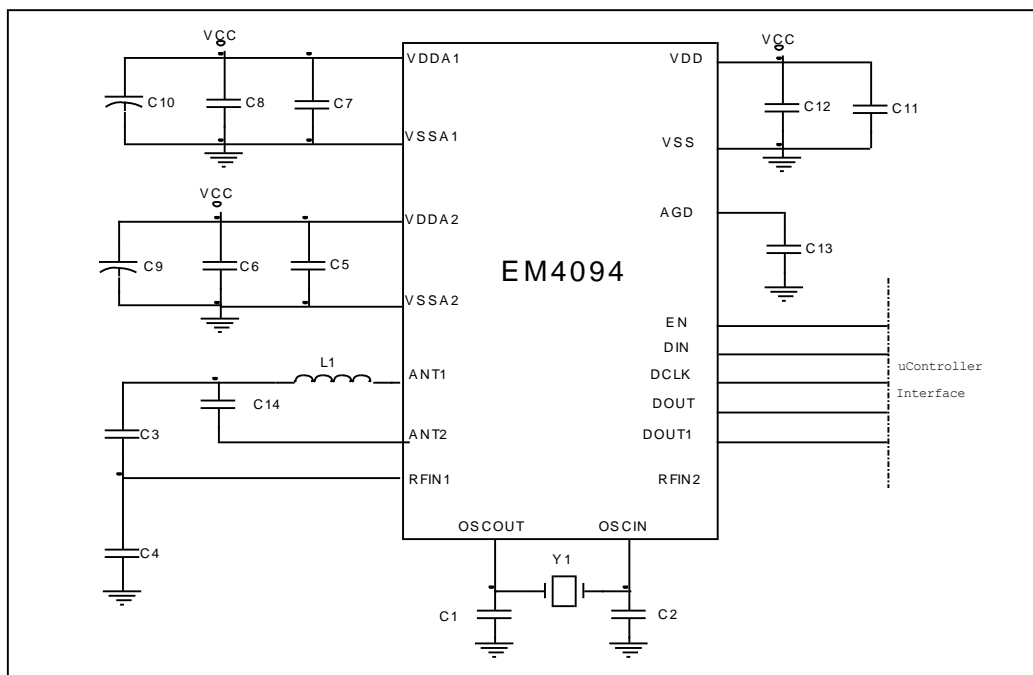 VCC
VDDA1
C10
C8
C7
VSSA1
VCC
VDDA2
C9
C6
C5
VSSA2
L1
ANT1
C14
C3
ANT2
RFIN1
C4
EM4094
VCC
VDD
C12
C11
VSS
AGD
C13
EN
DIN
uController
DCLK
Interface
DOUT
DOUT1
RFIN2
OSCOUT
OSCIN
Y1
C1
C2